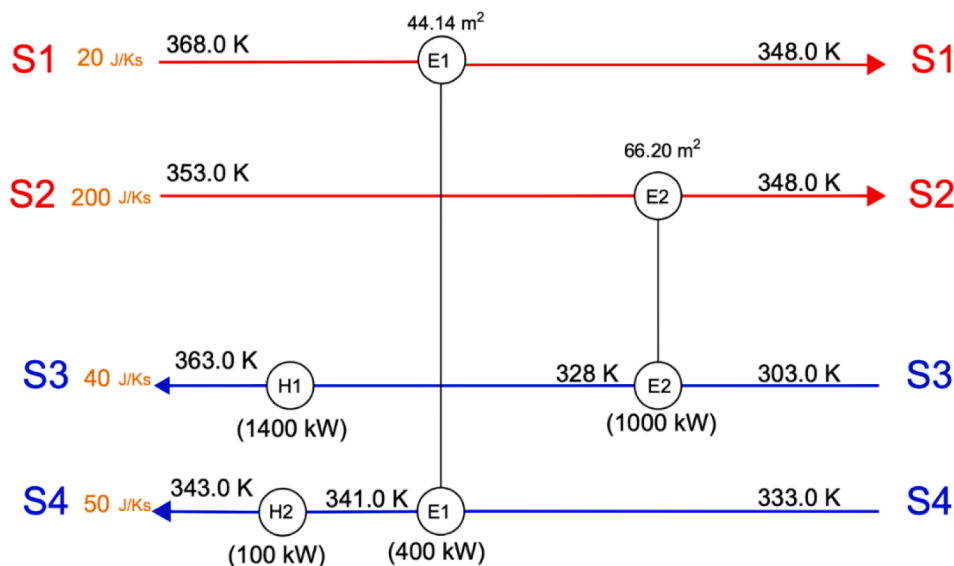 44.14 m²
S1 20 J/Ks 368.0 K E1 348.0 K S1
66.20 m²
S2 200 J/Ks 353.0 K E2 348.0 K S2
S3 40 J/Ks 363.0 K H1 328 K E2 303.0 K S3
(1400 kW) (1000 kW)
S4 50 J/Ks 343.0 K H2 341.0 K E1 333.0 K S4
(100 kW) (400 kW)